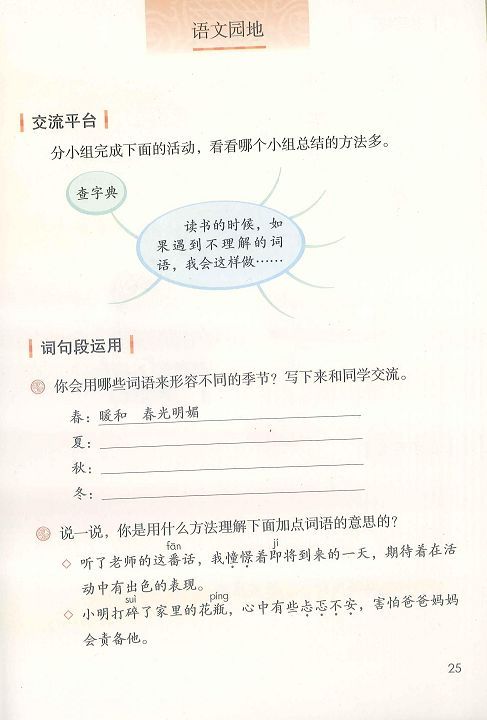 语文园地
交流平台
分小组完成下面的活动，看看哪个小组总结的方法多。
查字典
读书的时候，如
果遇到不理解的词
语，我会这样做……
词句段运用
你会用哪些词语来形容不同的季节？写下来和同学交流。
春：暖和 春光明媚
夏：
秋：
冬：
说一说，你是用什么方法理解下面加点词语的意思的？
fān jí
听了老师的这番话，我憧憬着即将到来的一天，期待着在活
动中有出色的表现。
suì píng
小明打碎了家里的花瓶，心中有些忐忑不安，害怕爸爸妈妈
会责备他。
25